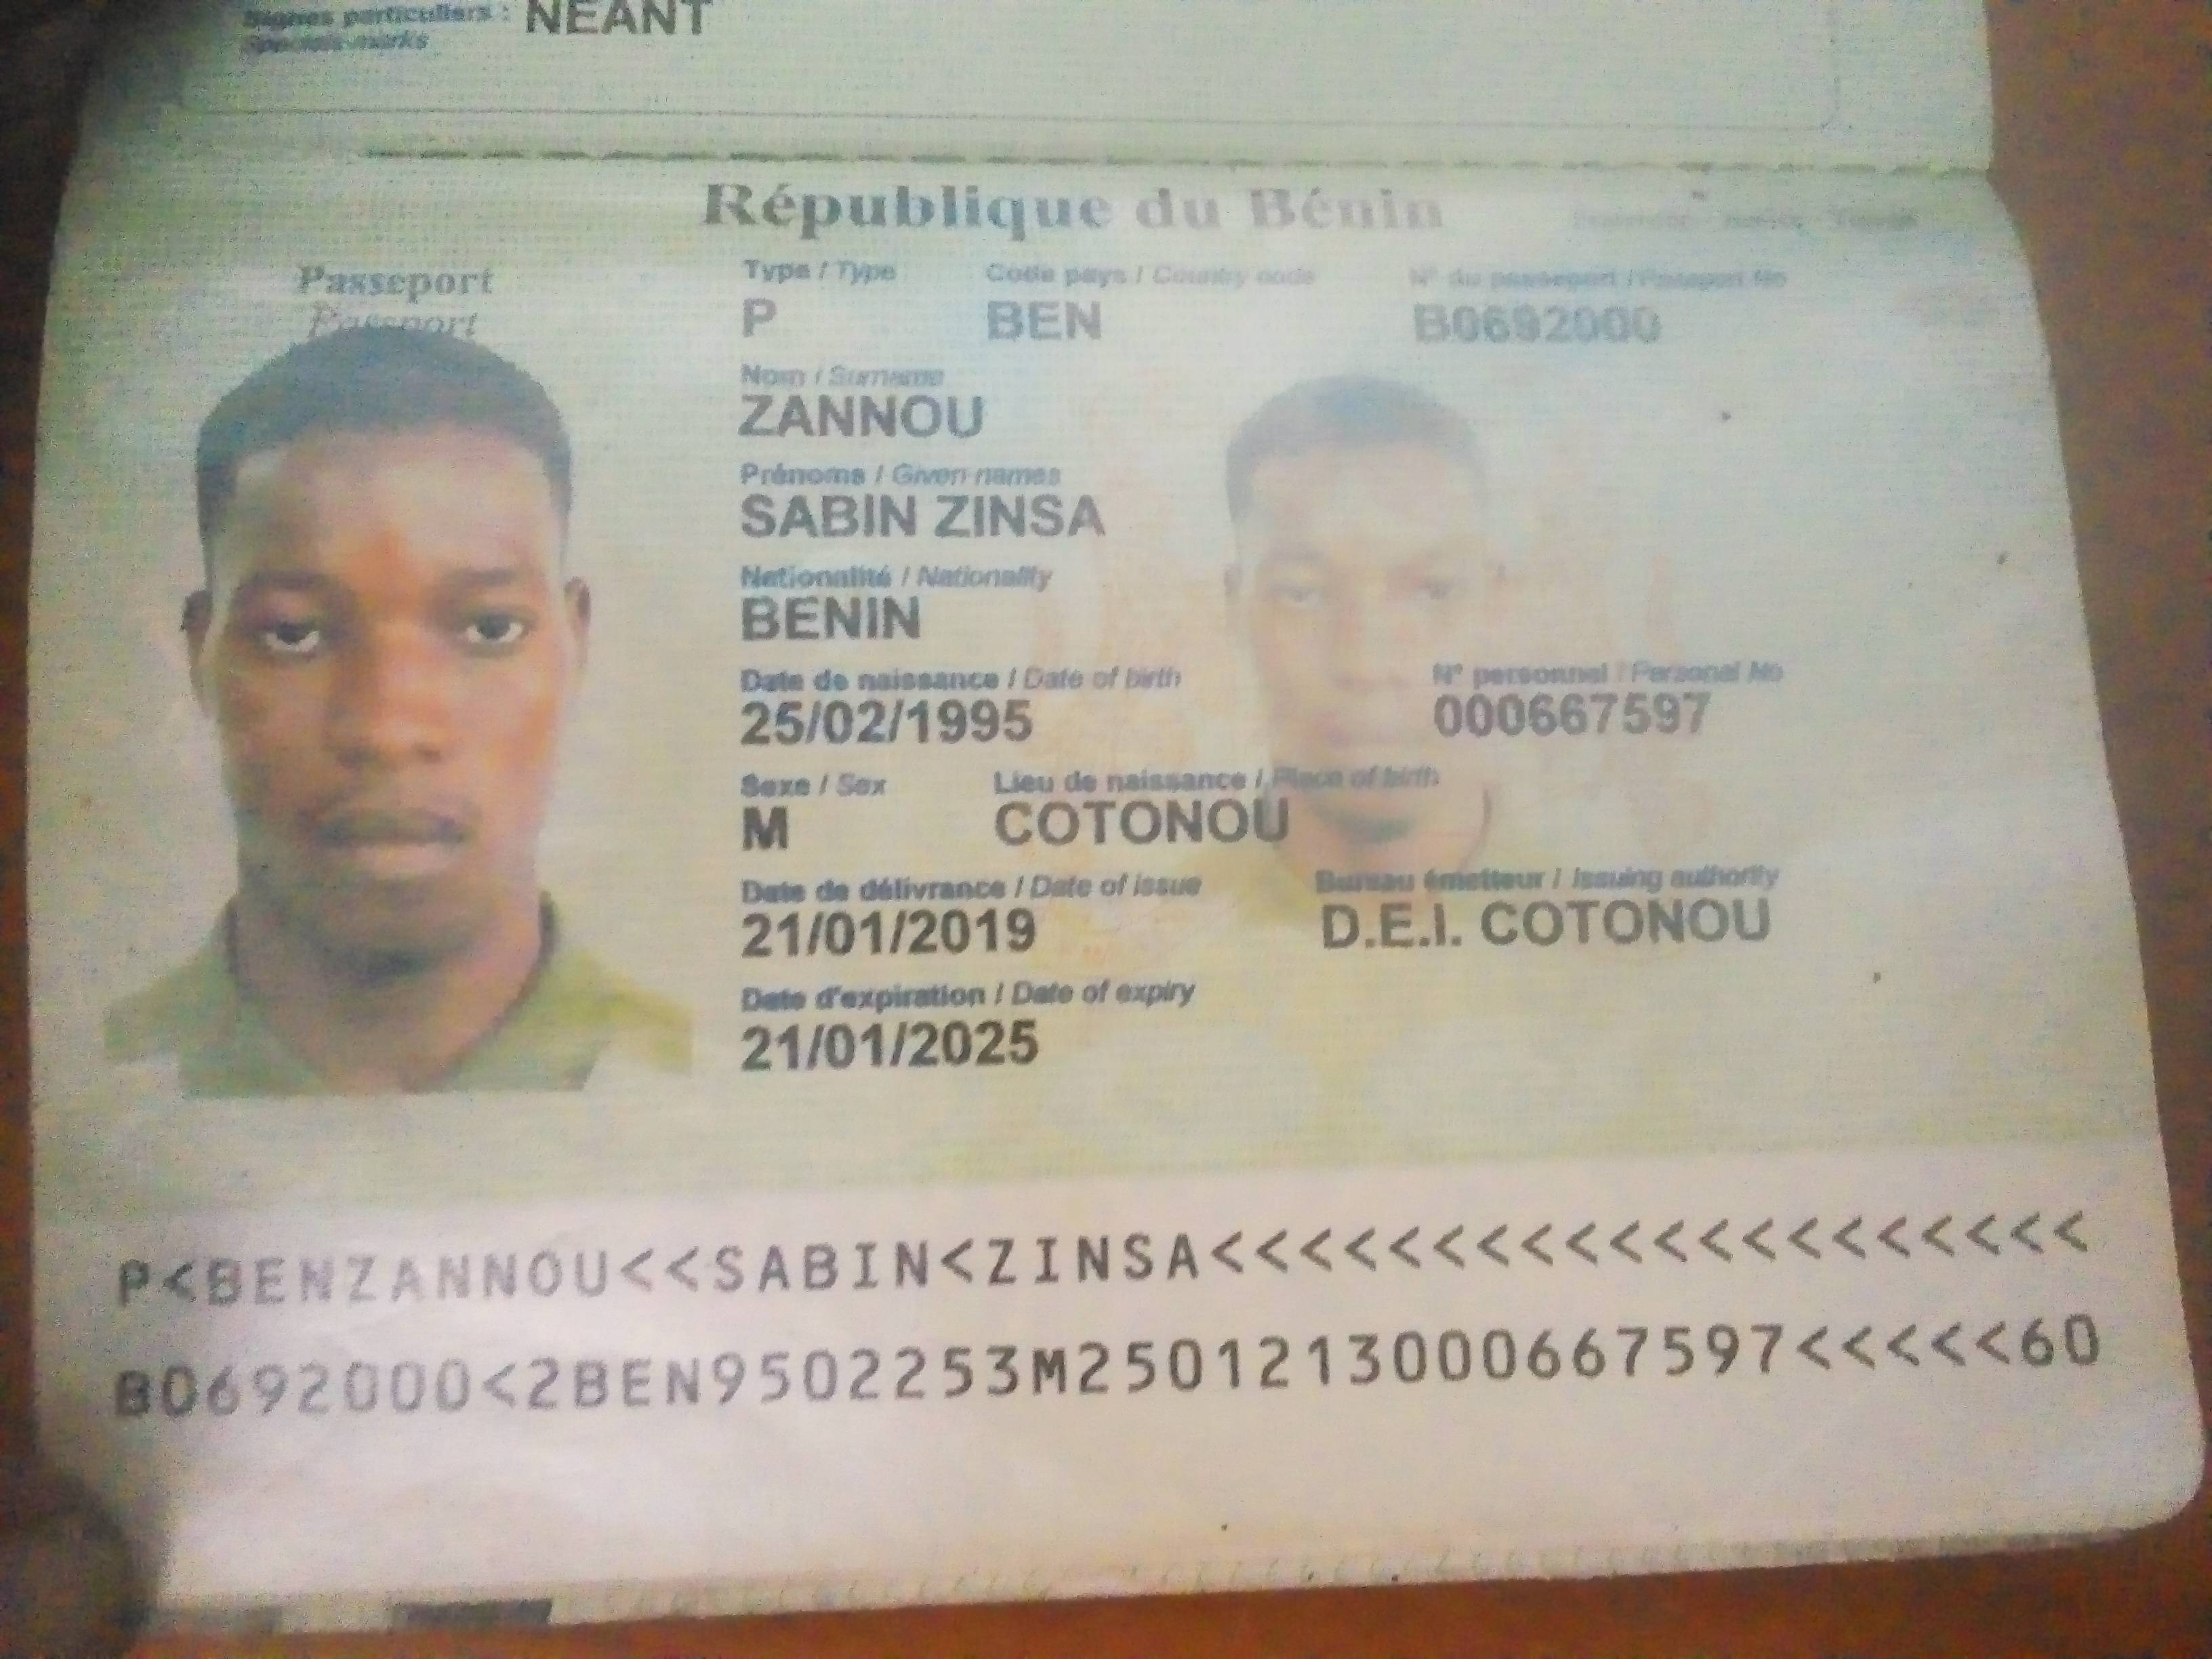 Signes particuliers : NEANT
Specials marks
République du Bénin
Passeport
Passport
Type / Type Code pays / Country code N° du passeport / Passport No
P BEN B0692000
Nom / Surname
ZANNOU
Prénoms / Given names
SABIN ZINSA
Nationalité / Nationality
BENIN
Date de naissance / Date of birth N° personnel / Personal No
25/02/1995 000667597
Sexe / Sex Lieu de naissance / Place of birth
M COTONOU
Date de délivrance / Date of issue Bureau émetteur / Issuing authority
21/01/2019 D.E.I. COTONOU
Date d'expiration / Date of expiry
21/01/2025
P<BENZANNOU<<SABIN<ZINSA<<<<<<<<<<<<<<<<<<<<
B0692000<2BEN9502253M2501213000667597<<<<<60